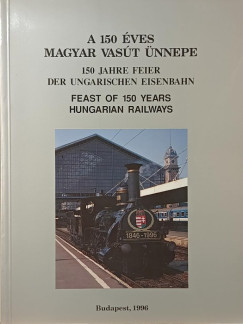 A 150 ÉVES
MAGYAR VASÚT ÜNNEPE
150 JAHRE FEIER
DER UNGARISCHEN EISENBAHN
FEAST OF 150 YEARS
HUNGARIAN RAILWAYS
1846-1996
Budapest, 1996